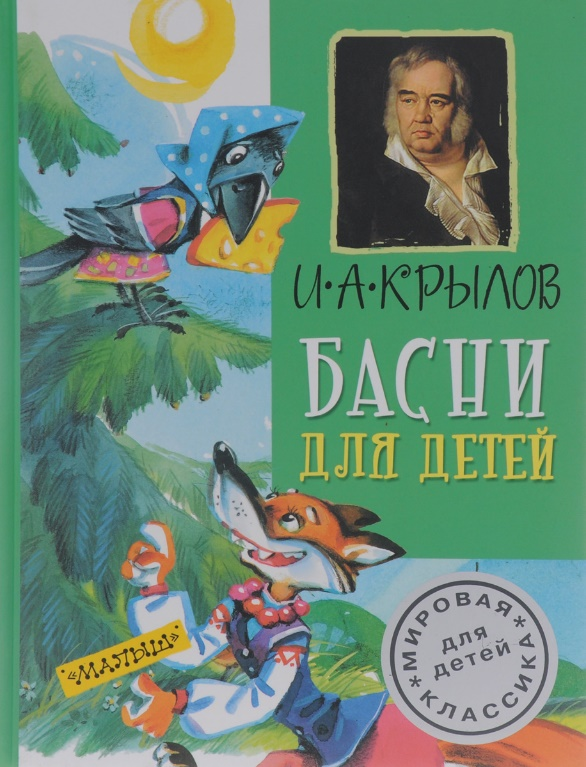 И·А·КРЫЛОВ
БАСНИ
ДЛЯ ДЕТЕЙ
«МАЛЫШ»
*МИРОВАЯ*
для
детей
*КЛАССИКА*